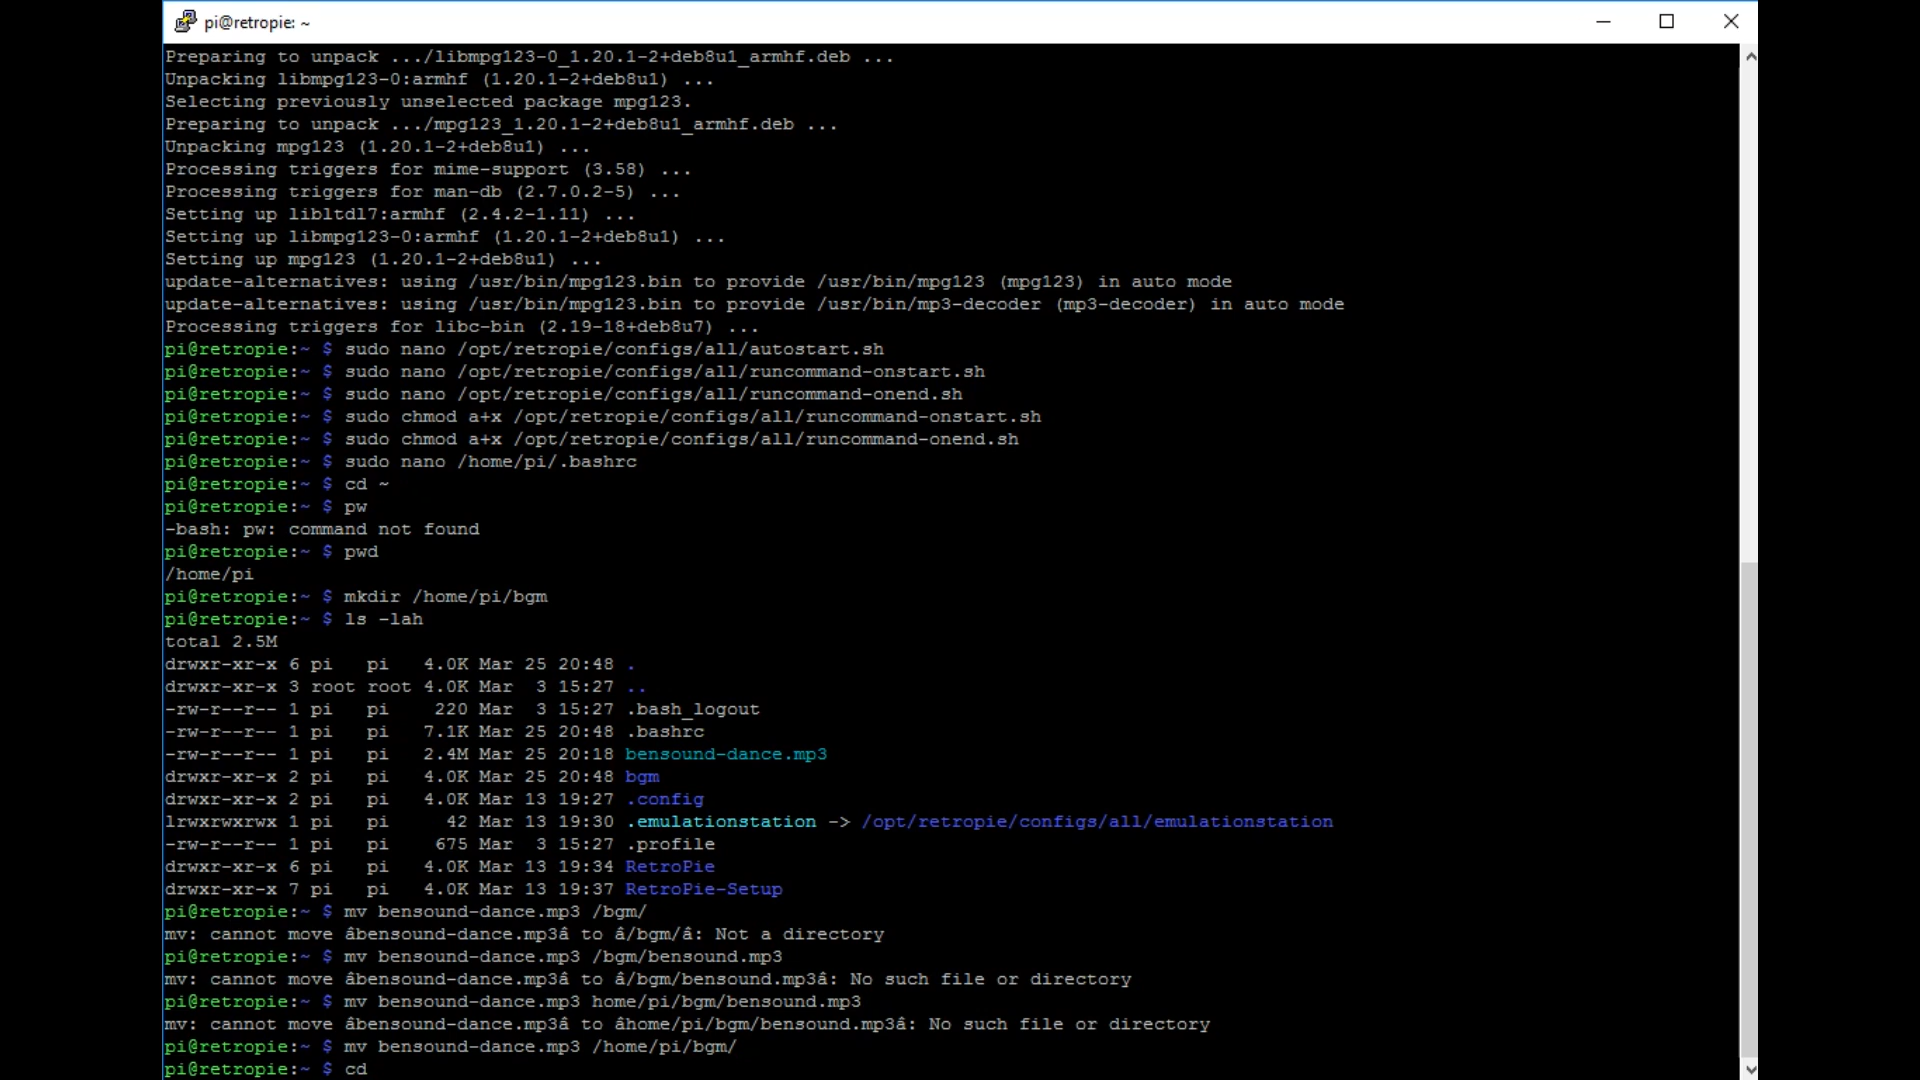 pi@retropie: ~
Preparing to unpack .../libmpg123-0_1.20.1-2+deb8u1_armhf.deb ...
Unpacking libmpg123-0:armhf (1.20.1-2+deb8u1) ...
Selecting previously unselected package mpg123.
Preparing to unpack .../mpg123_1.20.1-2+deb8u1_armhf.deb ...
Unpacking mpg123 (1.20.1-2+deb8u1) ...
Processing triggers for mime-support (3.58) ...
Processing triggers for man-db (2.7.0.2-5) ...
Setting up libltdl7:armhf (2.4.2-1.11) ...
Setting up libmpg123-0:armhf (1.20.1-2+deb8u1) ...
Setting up mpg123 (1.20.1-2+deb8u1) ...
update-alternatives: using /usr/bin/mpg123.bin to provide /usr/bin/mpg123 (mpg123) in auto mode
update-alternatives: using /usr/bin/mpg123.bin to provide /usr/bin/mp3-decoder (mp3-decoder) in auto mode
Processing triggers for libc-bin (2.19-18+deb8u7) ...
pi@retropie:~ $ sudo nano /opt/retropie/configs/all/autostart.sh
pi@retropie:~ $ sudo nano /opt/retropie/configs/all/runcommand-onstart.sh
pi@retropie:~ $ sudo nano /opt/retropie/configs/all/runcommand-onend.sh
pi@retropie:~ $ sudo chmod a+x /opt/retropie/configs/all/runcommand-onstart.sh
pi@retropie:~ $ sudo chmod a+x /opt/retropie/configs/all/runcommand-onend.sh
pi@retropie:~ $ sudo nano /home/pi/.bashrc
pi@retropie:~ $ cd ~
pi@retropie:~ $ pw
-bash: pw: command not found
pi@retropie:~ $ pwd
/home/pi
pi@retropie:~ $ mkdir /home/pi/bgm
pi@retropie:~ $ ls -lah
total 2.5M
drwxr-xr-x 6 pi   pi   4.0K Mar 25 20:48 .
drwxr-xr-x 3 root root 4.0K Mar  3 15:27 ..
-rw-r--r-- 1 pi   pi    220 Mar  3 15:27 .bash_logout
-rw-r--r-- 1 pi   pi   7.1K Mar 25 20:48 .bashrc
-rw-r--r-- 1 pi   pi   2.4M Mar 25 20:18 bensound-dance.mp3
drwxr-xr-x 2 pi   pi   4.0K Mar 25 20:48 bgm
drwxr-xr-x 2 pi   pi   4.0K Mar 13 19:27 .config
lrwxrwxrwx 1 pi   pi     42 Mar 13 19:30 .emulationstation -> /opt/retropie/configs/all/emulationstation
-rw-r--r-- 1 pi   pi    675 Mar  3 15:27 .profile
drwxr-xr-x 6 pi   pi   4.0K Mar 13 19:34 RetroPie
drwxr-xr-x 7 pi   pi   4.0K Mar 13 19:37 RetroPie-Setup
pi@retropie:~ $ mv bensound-dance.mp3 /bgm/
mv: cannot move âbensound-dance.mp3â to â/bgm/â: Not a directory
pi@retropie:~ $ mv bensound-dance.mp3 /bgm/bensound.mp3
mv: cannot move âbensound-dance.mp3â to â/bgm/bensound.mp3â: No such file or directory
pi@retropie:~ $ mv bensound-dance.mp3 home/pi/bgm/bensound.mp3
mv: cannot move âbensound-dance.mp3â to âhome/pi/bgm/bensound.mp3â: No such file or directory
pi@retropie:~ $ mv bensound-dance.mp3 /home/pi/bgm/
pi@retropie:~ $ cd